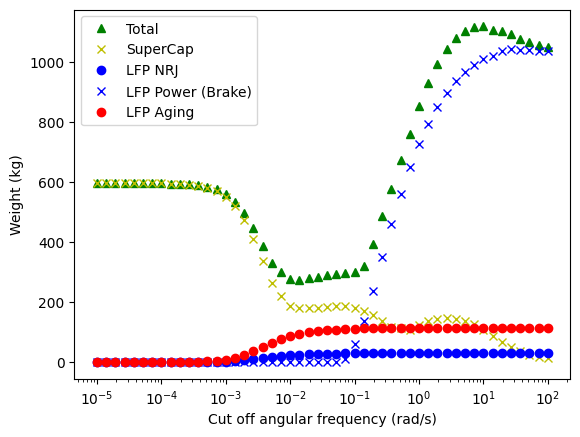 Total
SuperCap
LFP NRJ
LFP Power (Brake)
LFP Aging
Weight (kg)
1000
800
600
400
200
0
10⁻⁵ 10⁻⁴ 10⁻³ 10⁻² 10⁻¹ 10⁰ 10¹ 10²
Cut off angular frequency (rad/s)